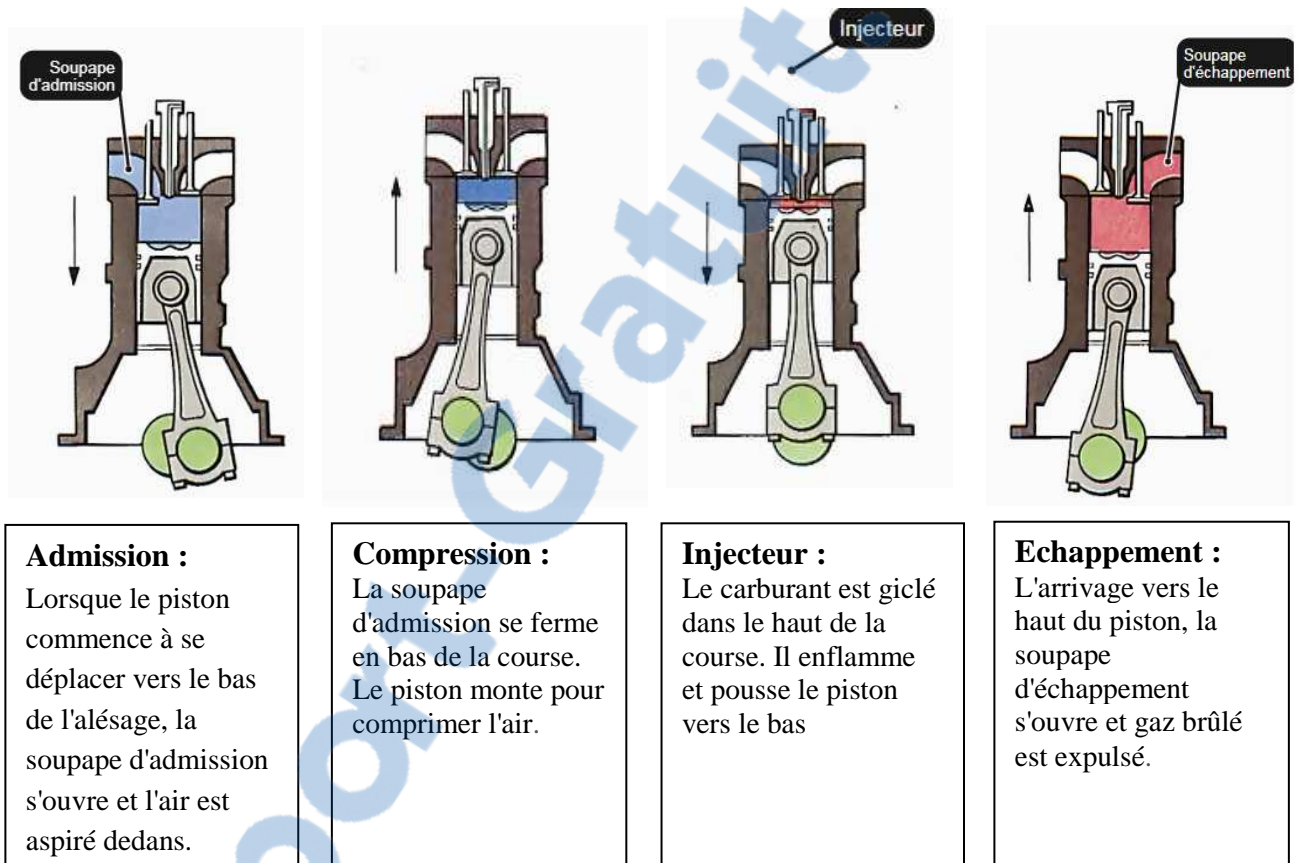 Soupape
d'admission
Injecteur
Soupape
d'échappement
Admission :
Lorsque le piston
commence à se
déplacer vers le bas
de l'alésage, la
soupape d'admission
s'ouvre et l'air est
aspiré dedans.
Compression :
La soupape
d'admission se ferme
en bas de la course.
Le piston monte pour
comprimer l'air.
Injecteur :
Le carburant est giclé
dans le haut de la
course. Il enflamme
et pousse le piston
vers le bas
Echappement :
L'arrivage vers le
haut du piston, la
soupape
d'échappement
s'ouvre et gaz brûlé
est expulsé.
port-Gratuit.